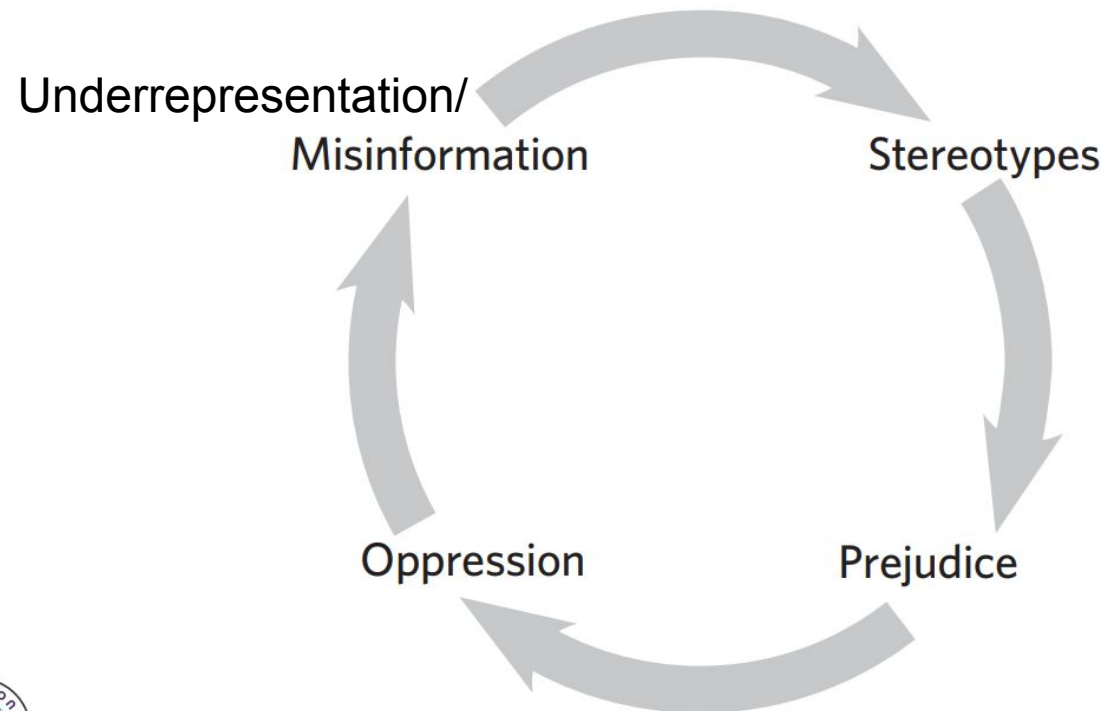 Underrepresentation/
Misinformation
Stereotypes
Oppression
Prejudice